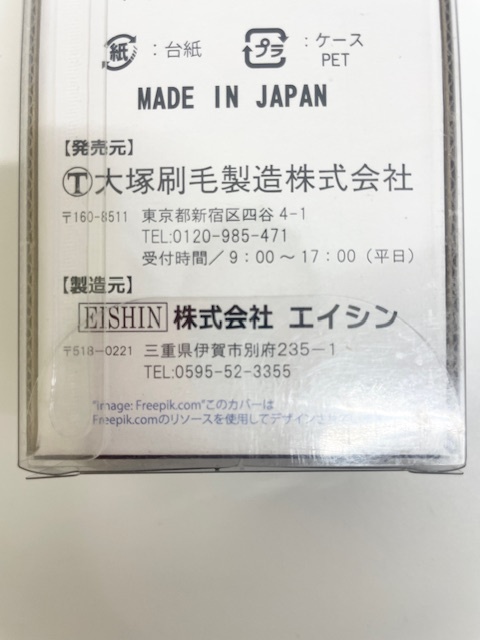 紙 : 台紙 プラ : ケース PET
MADE IN JAPAN
【発売元】
Ⓣ大塚刷毛製造株式会社
〒160-8511 東京都新宿区四谷 4-1
TEL:0120-985-471
受付時間／9：00～17：00（平日）
【製造元】
EISHIN 株式会社 エイシン
〒518-0221 三重県伊賀市別府235-1
TEL:0595-52-3355
"image: Freepik.com"このカバーは
Freepik.comのリソースを使用してデザイン